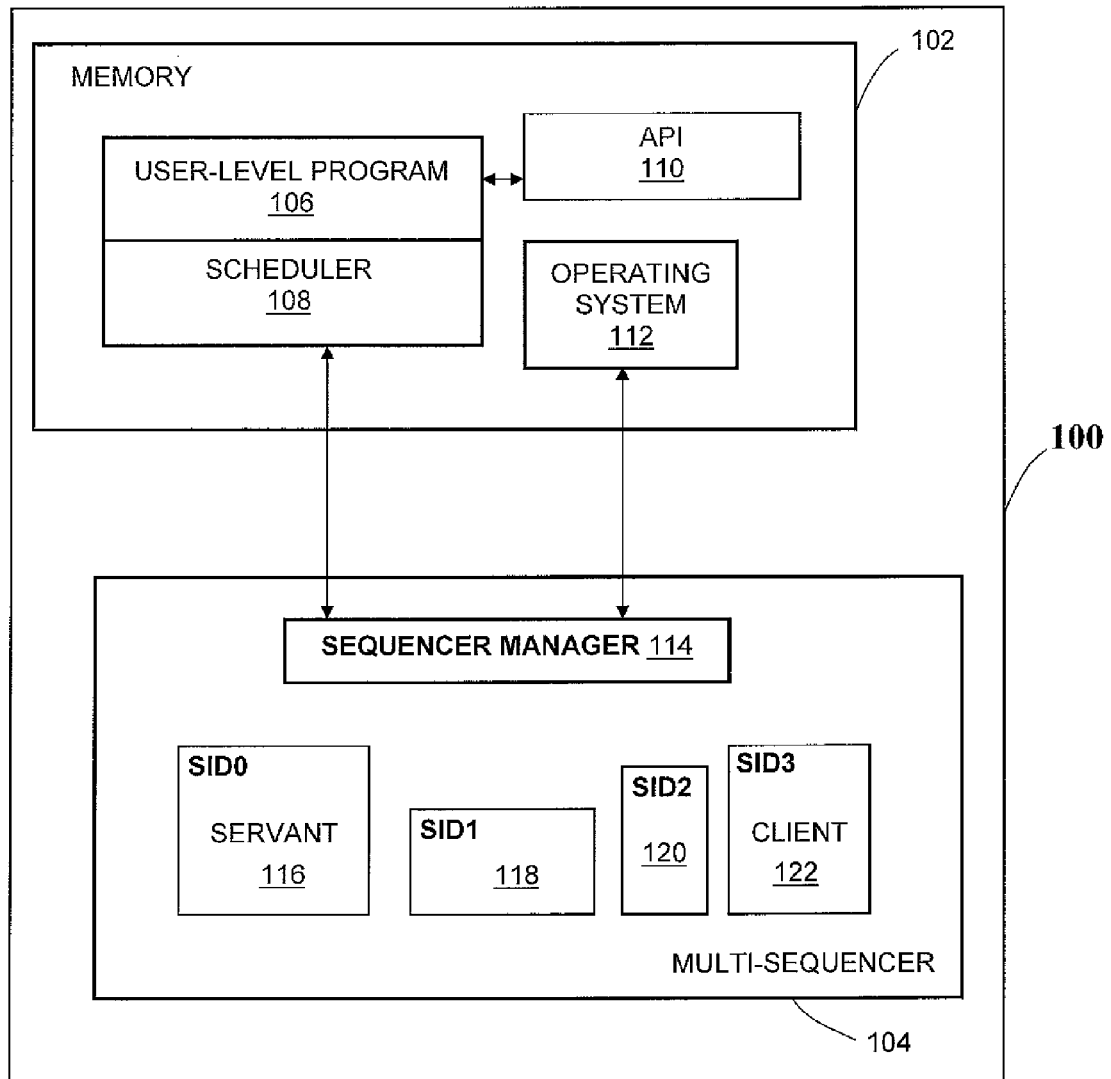 102
MEMORY
API
110
USER-LEVEL PROGRAM
106
SCHEDULER
108
OPERATING
SYSTEM
112
100
SEQUENCER MANAGER 114
SID0
SERVANT
116
SID1
118
SID2
120
SID3
CLIENT
122
MULTI-SEQUENCER
104